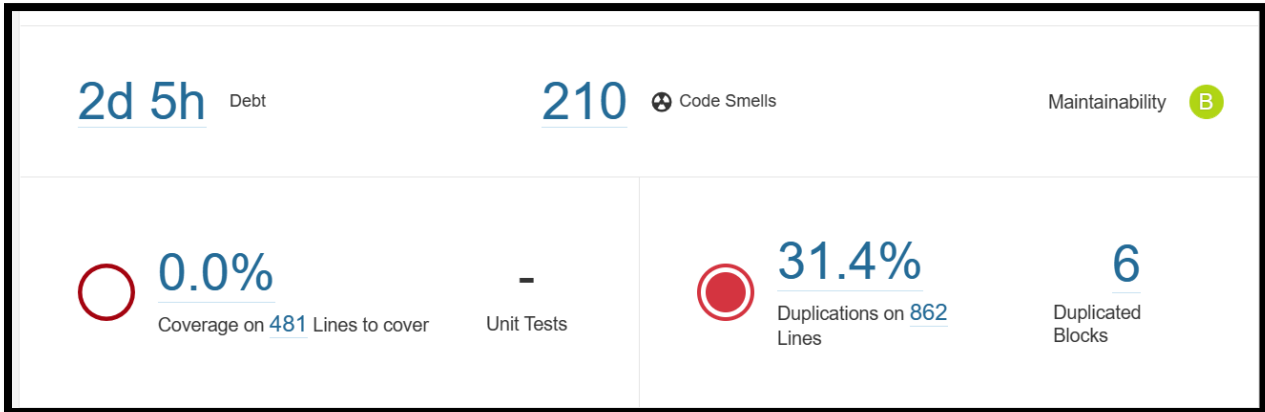 2d 5h Debt 210 Code Smells Maintainability B
0.0% -
Coverage on 481 Lines to cover Unit Tests
31.4% 6
Duplications on 862 Duplicated
Lines Blocks